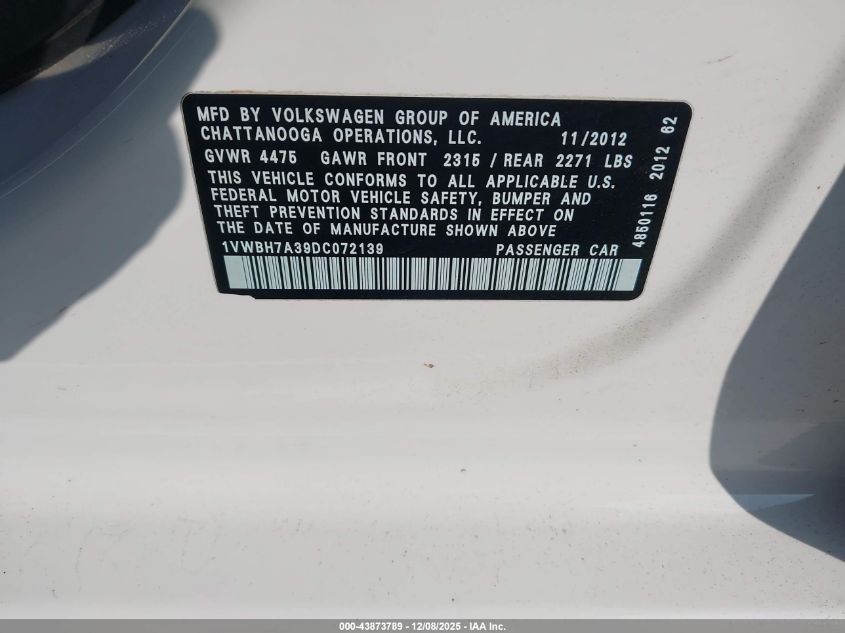 MFD BY VOLKSWAGEN GROUP OF AMERICA
CHATTANOOGA OPERATIONS, LLC. 11/2012
GVWR 4475 GAWR FRONT 2315 / REAR 2271 LBS
THIS VEHICLE CONFORMS TO ALL APPLICABLE U.S.
FEDERAL MOTOR VEHICLE SAFETY, BUMPER AND
THEFT PREVENTION STANDARDS IN EFFECT ON
THE DATE OF MANUFACTURE SHOWN ABOVE
1VWBH7A39DC072139 PASSENGER CAR
4850116 2012 62
000-43873789 - 12/08/2025 - IAA Inc.